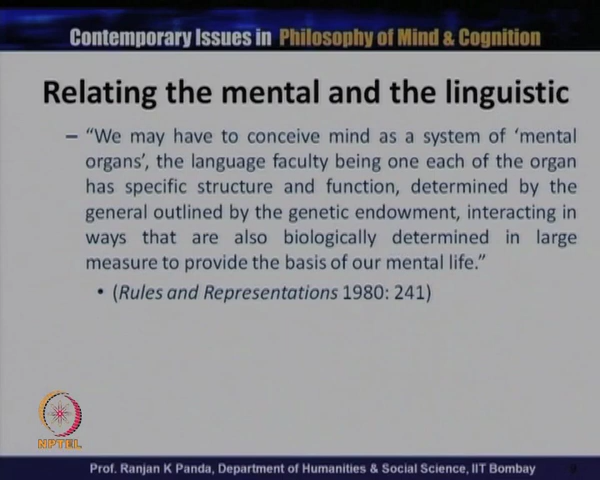 Contemporary Issues in Philosophy of Mind & Cognition
Relating the mental and the linguistic
– “We may have to conceive mind as a system of ‘mental
organs’, the language faculty being one each of the organ
has specific structure and function, determined by the
general outlined by the genetic endowment, interacting in
ways that are also biologically determined in large
measure to provide the basis of our mental life.”
• (Rules and Representations 1980: 241)
NPTEL
Prof. Ranjan K Panda, Department of Humanities & Social Science, IIT Bombay